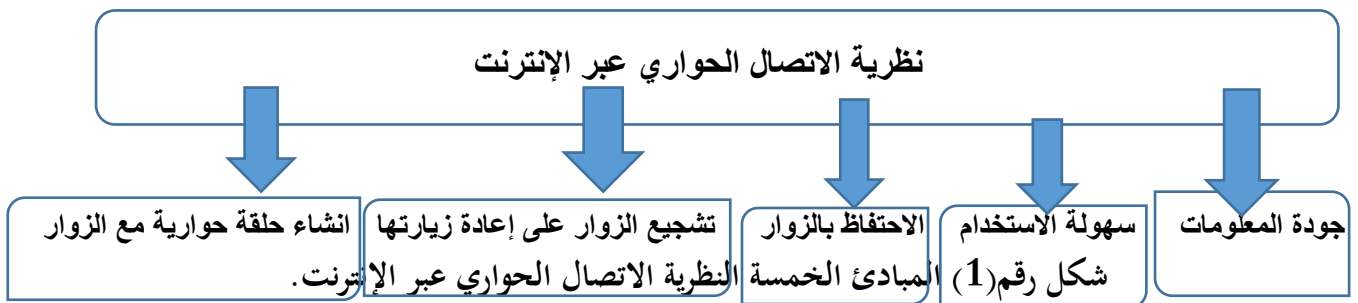 نظرية الاتصال الحواري عبر الإنترنت
جودة المعلومات
سهولة الاستخدام
الاحتفاظ بالزوار
تشجيع الزوار على إعادة زيارتها
انشاء حلقة حوارية مع الزوار
شكل رقم(1) المبادئ الخمسة النظرية الاتصال الحواري عبر الإنترنت.